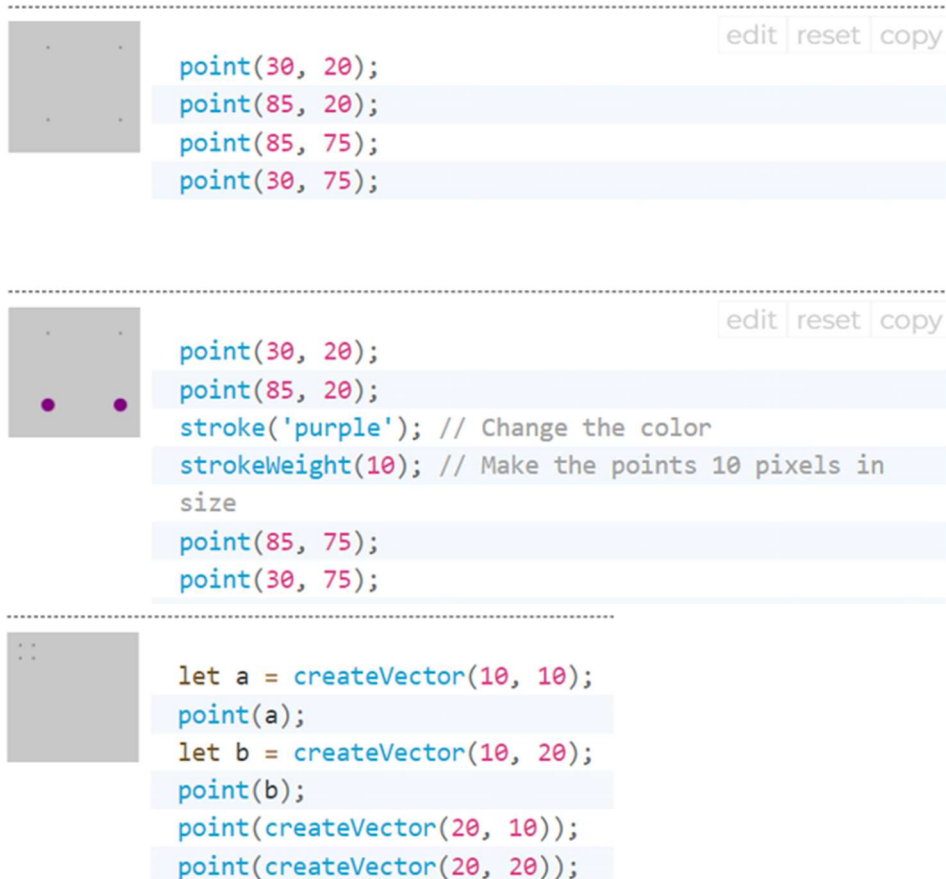 edit reset copy
point(30, 20);
point(85, 20);
point(85, 75);
point(30, 75);
edit reset copy
point(30, 20);
point(85, 20);
stroke('purple'); // Change the color
strokeWeight(10); // Make the points 10 pixels in
size
point(85, 75);
point(30, 75);
let a = createVector(10, 10);
point(a);
let b = createVector(10, 20);
point(b);
point(createVector(20, 10));
point(createVector(20, 20));